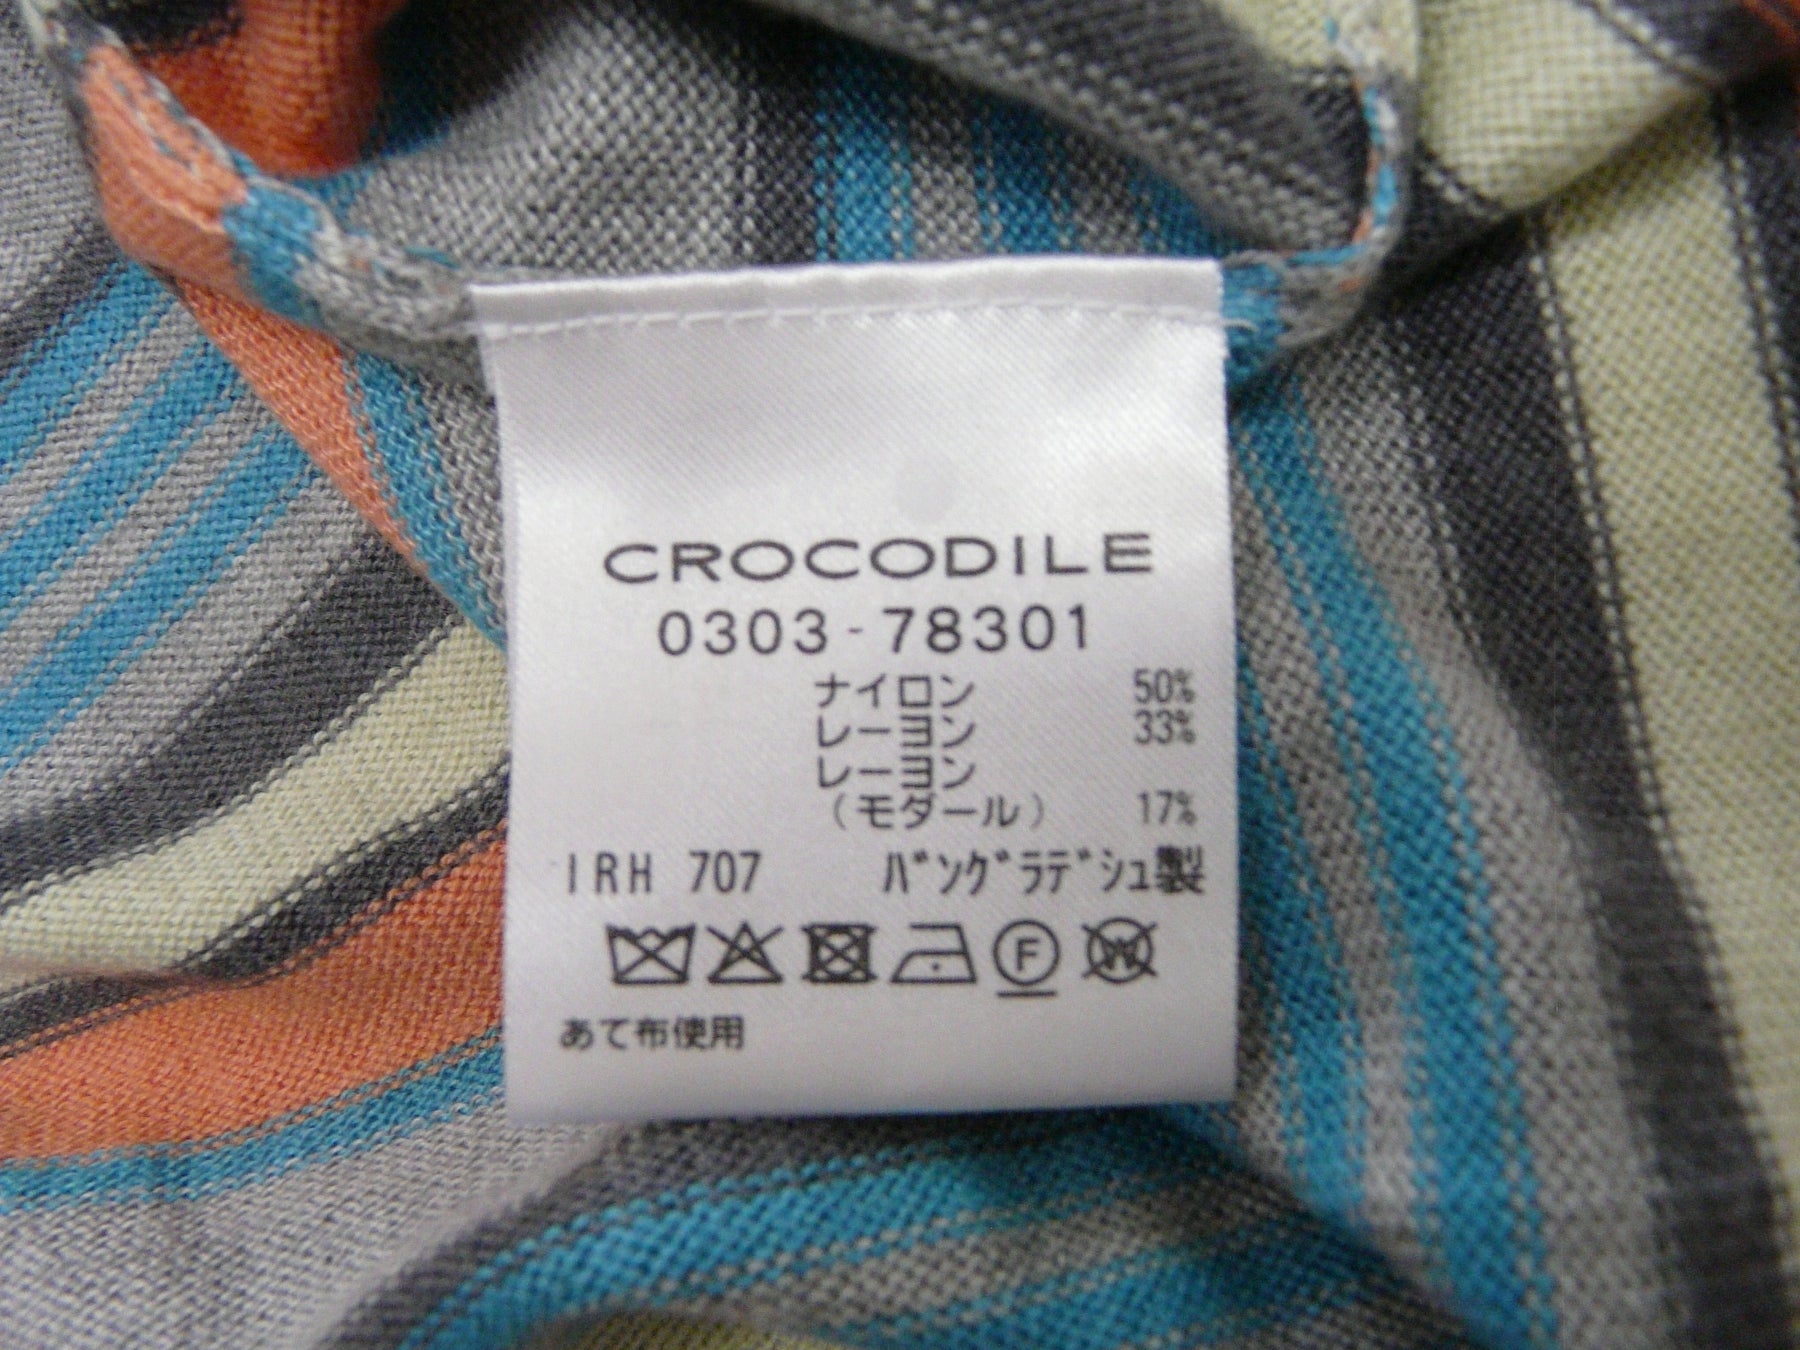 CROCODILE
0303-78301
ナイロン 50%
レーヨン 33%
レーヨン
(モダール) 17%
IRH 707 バングラデシュ製
F W
あて布使用